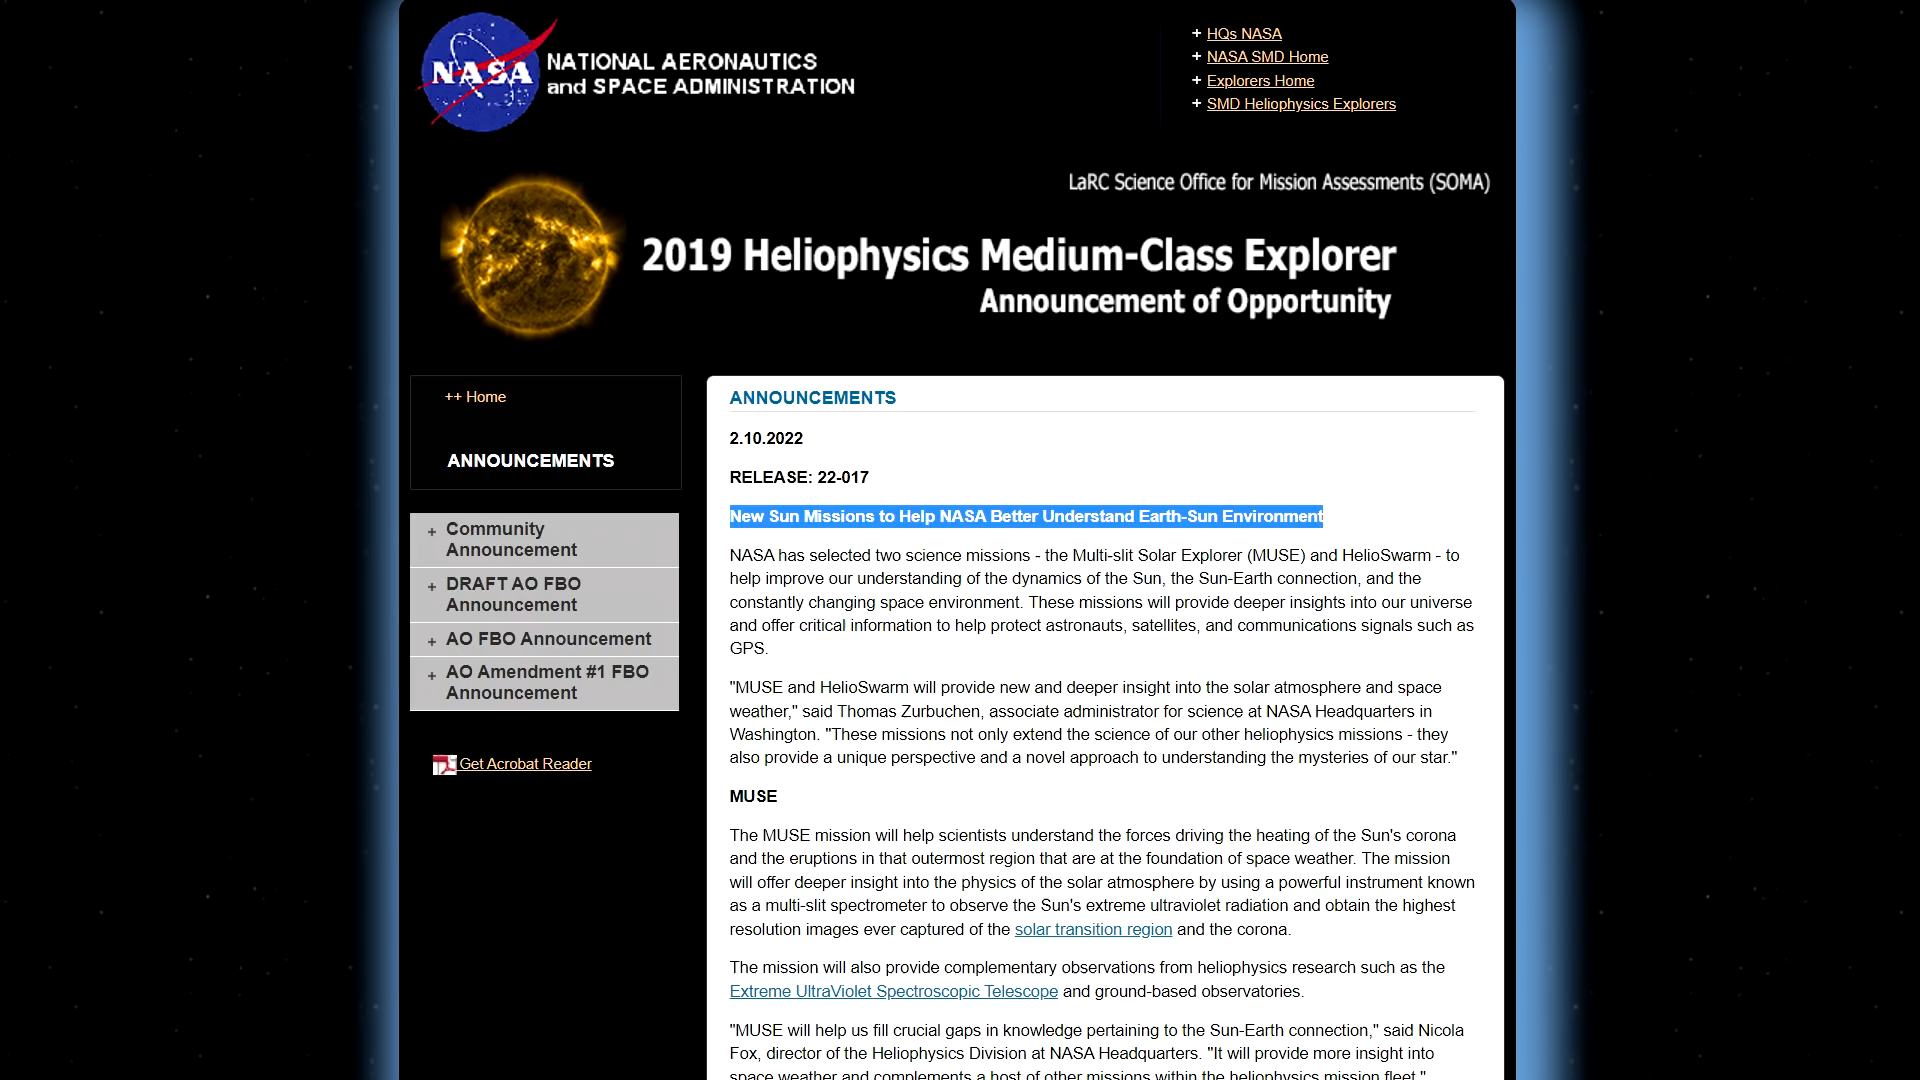 NASA
NATIONAL AERONAUTICS
and SPACE ADMINISTRATION
+ HQs NASA
+ NASA SMD Home
+ Explorers Home
+ SMD Heliophysics Explorers
LaRC Science Office for Mission Assessments (SOMA)
2019 Heliophysics Medium-Class Explorer
Announcement of Opportunity
++ Home
ANNOUNCEMENTS
+ Community
Announcement
+ DRAFT AO FBO
Announcement
+ AO FBO Announcement
+ AO Amendment #1 FBO
Announcement
Get Acrobat Reader
ANNOUNCEMENTS
2.10.2022
RELEASE: 22-017
New Sun Missions to Help NASA Better Understand Earth-Sun Environment
NASA has selected two science missions - the Multi-slit Solar Explorer (MUSE) and HelioSwarm - to
help improve our understanding of the dynamics of the Sun, the Sun-Earth connection, and the
constantly changing space environment. These missions will provide deeper insights into our universe
and offer critical information to help protect astronauts, satellites, and communications signals such as
GPS.
"MUSE and HelioSwarm will provide new and deeper insight into the solar atmosphere and space
weather," said Thomas Zurbuchen, associate administrator for science at NASA Headquarters in
Washington. "These missions not only extend the science of our other heliophysics missions - they
also provide a unique perspective and a novel approach to understanding the mysteries of our star."
MUSE
The MUSE mission will help scientists understand the forces driving the heating of the Sun's corona
and the eruptions in that outermost region that are at the foundation of space weather. The mission
will offer deeper insight into the physics of the solar atmosphere by using a powerful instrument known
as a multi-slit spectrometer to observe the Sun's extreme ultraviolet radiation and obtain the highest
resolution images ever captured of the solar transition region and the corona.
The mission will also provide complementary observations from heliophysics research such as the
Extreme UltraViolet Spectroscopic Telescope and ground-based observatories.
"MUSE will help us fill crucial gaps in knowledge pertaining to the Sun-Earth connection," said Nicola
Fox, director of the Heliophysics Division at NASA Headquarters. "It will provide more insight into
space weather and complements a host of other missions within the heliophysics mission fleet."